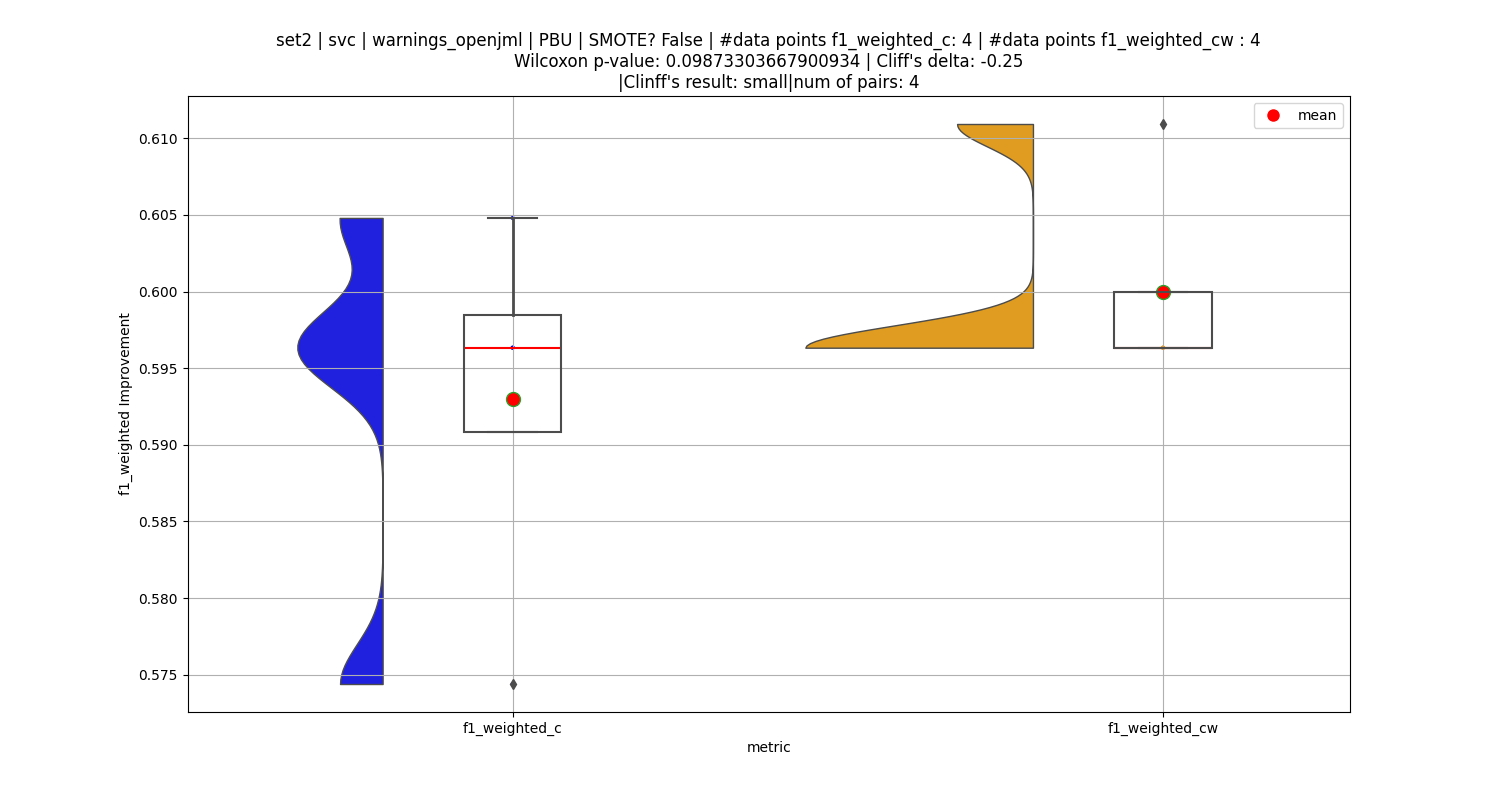 set2 | svc | warnings_openjml | PBU | SMOTE? False | #data points f1_weighted_c: 4 | #data points f1_weighted_cw : 4
Wilcoxon p-value: 0.09873303667900934 | Cliff's delta: -0.25
|Clinff's result: small|num of pairs: 4
mean
0.610
0.605
0.600
0.595
0.590
0.585
0.580
0.575
f1_weighted Improvement
f1_weighted_c
f1_weighted_cw
metric